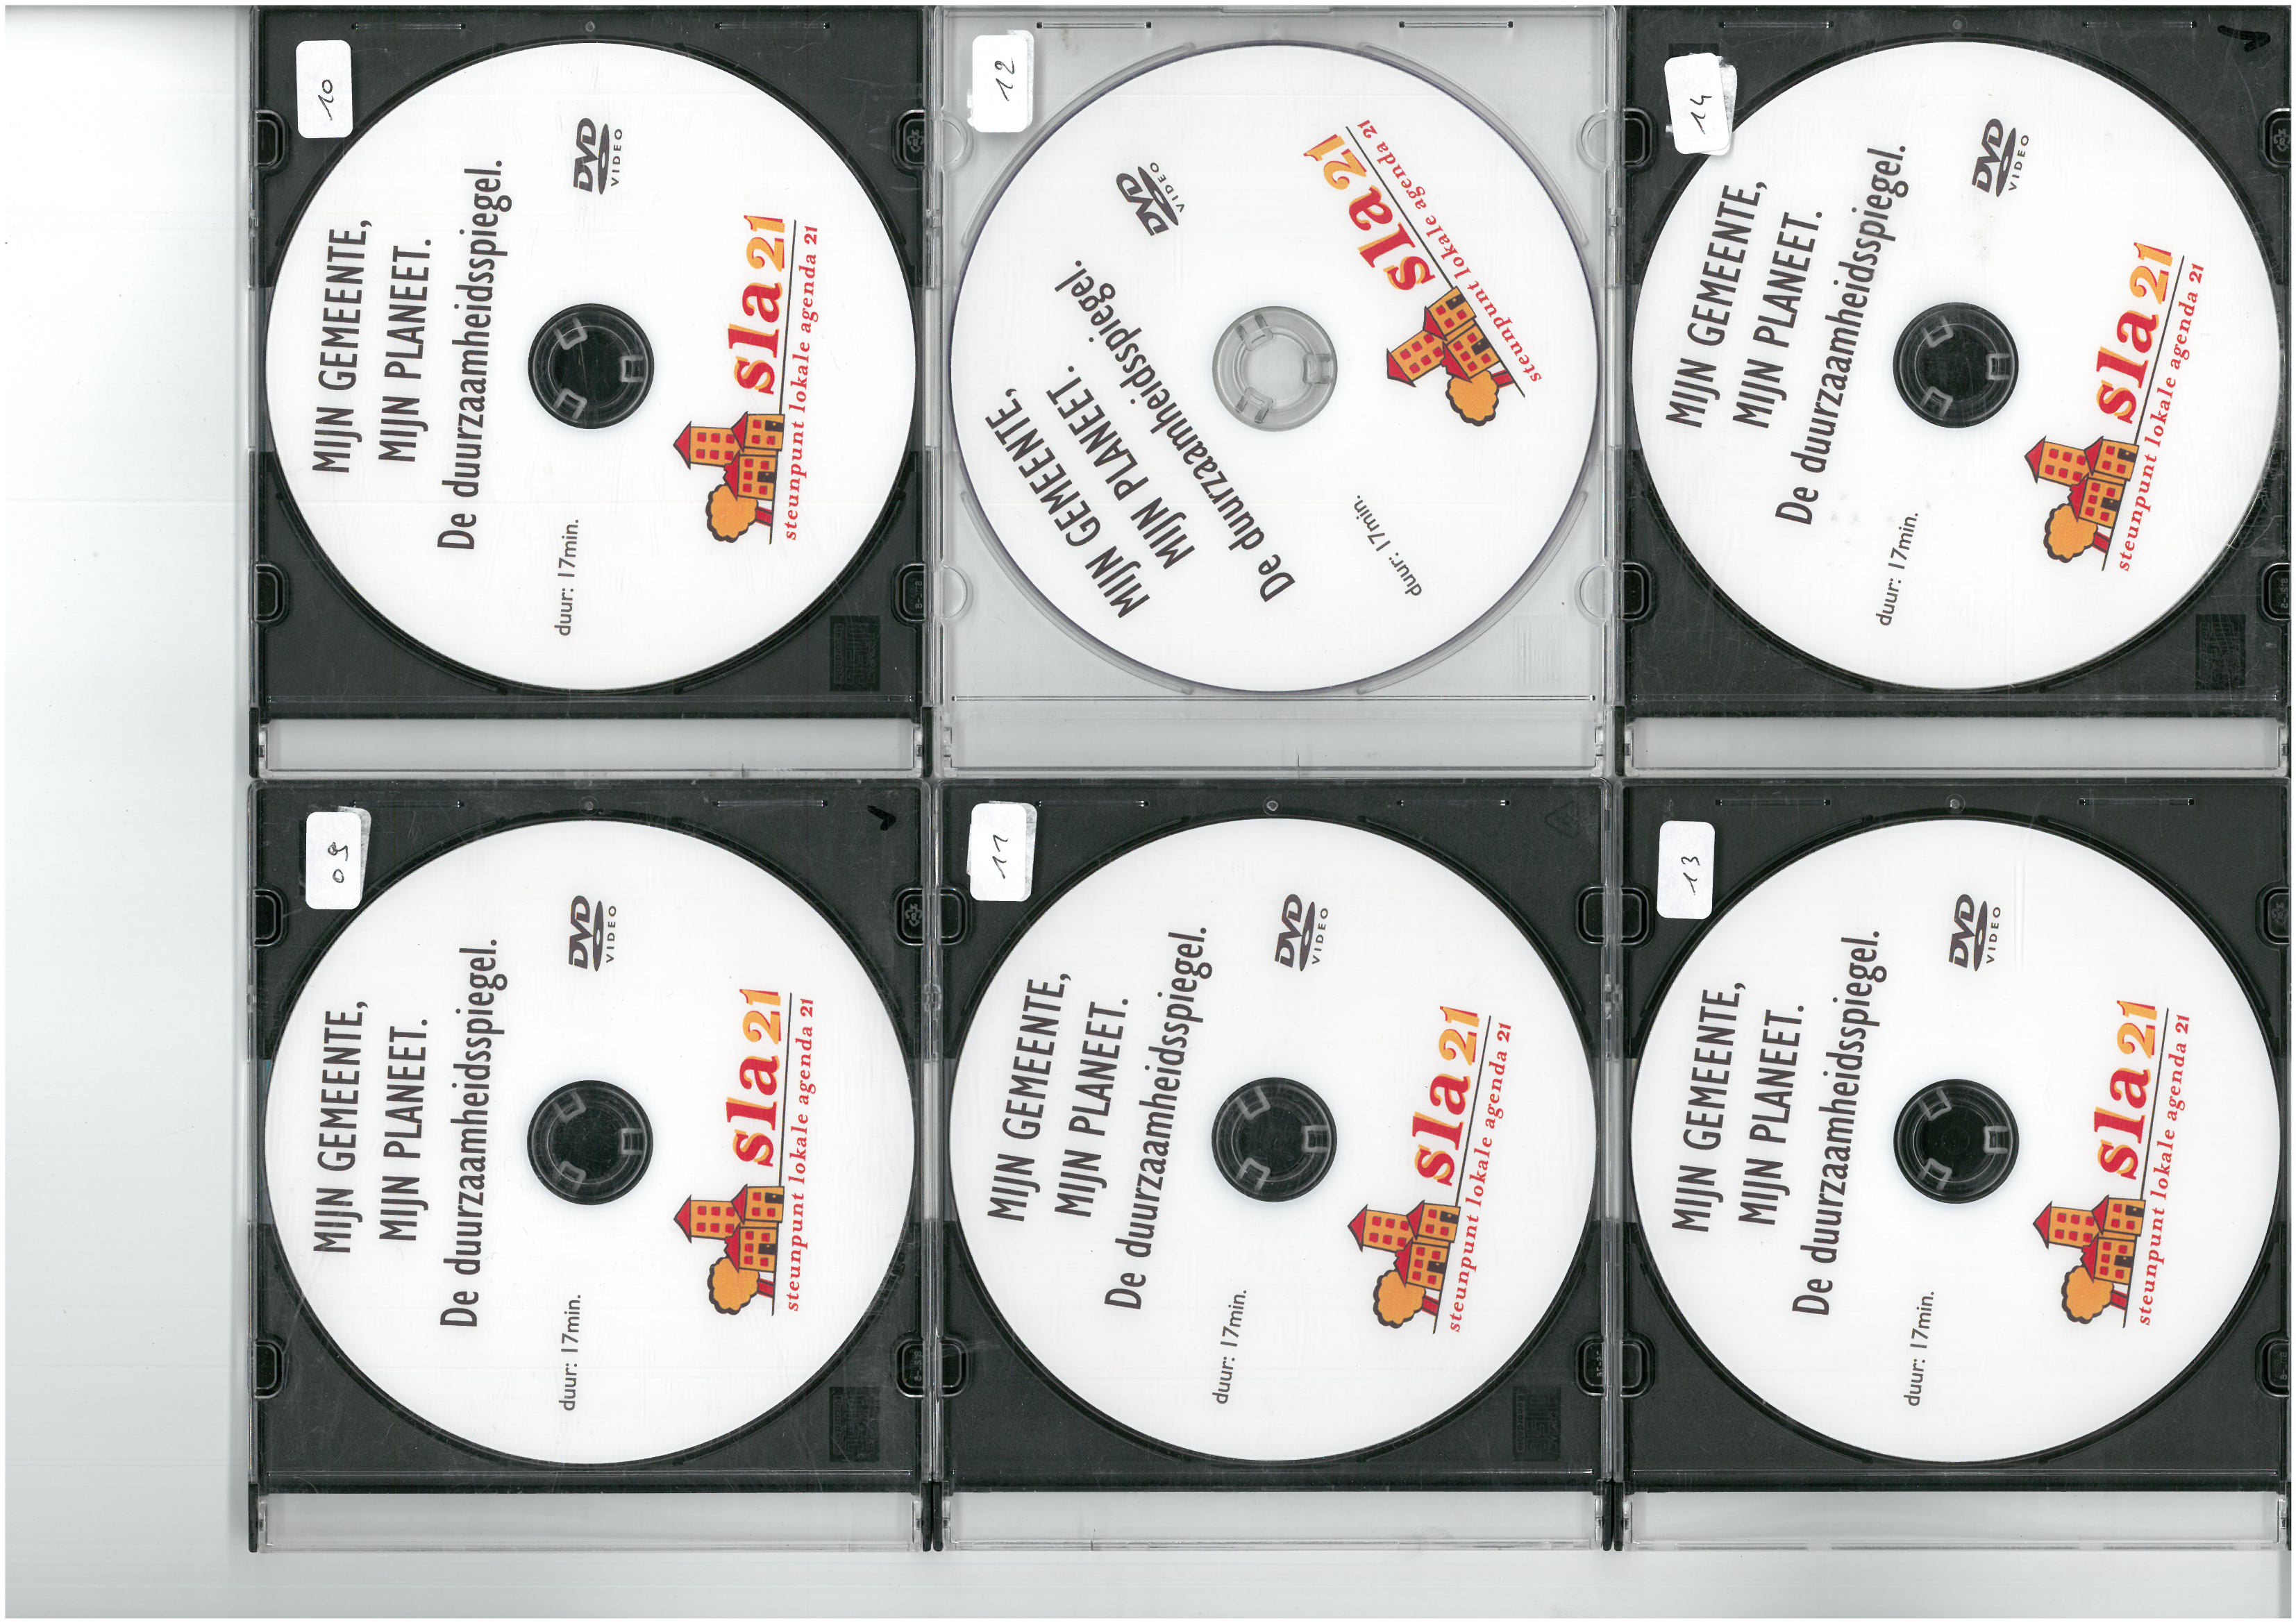 10
MIJN GEMEENTE,
MIJN PLANEET.
De duurzaamheidsspiegel.
duur: 17min.
DVD
VIDEO
sla21
steunpunt lokale agenda 21
12
MIJN GEMEENTE,
MIJN PLANEET.
De duurzaamheidsspiegel.
duur: 17min.
DVD
VIDEO
sla21
steunpunt lokale agenda 21
14
MIJN GEMEENTE,
MIJN PLANEET.
De duurzaamheidsspiegel.
duur: 17min.
DVD
VIDEO
sla21
steunpunt lokale agenda 21
09
MIJN GEMEENTE,
MIJN PLANEET.
De duurzaamheidsspiegel.
duur: 17min.
DVD
VIDEO
sla21
steunpunt lokale agenda 21
11
MIJN GEMEENTE,
MIJN PLANEET.
De duurzaamheidsspiegel.
duur: 17min.
DVD
VIDEO
sla21
steunpunt lokale agenda 21
13
MIJN GEMEENTE,
MIJN PLANEET.
De duurzaamheidsspiegel.
duur: 17min.
DVD
VIDEO
sla21
steunpunt lokale agenda 21